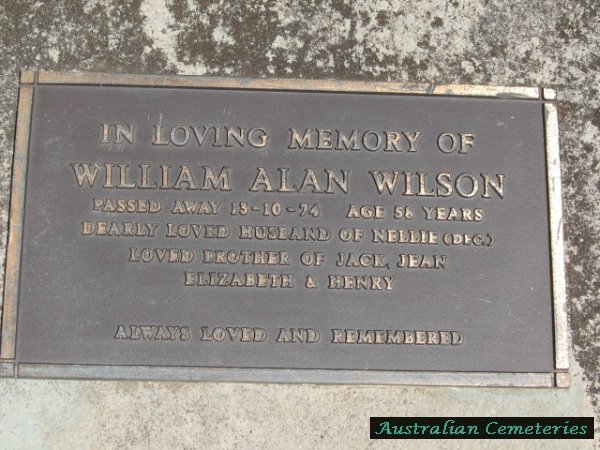 IN LOVING MEMORY OF
WILLIAM ALAN WILSON
PASSED AWAY 18-10-74 AGE 58 YEARS
DEARLY LOVED HUSBAND OF NELLIE (DEC.)
LOVED BROTHER OF JACK, JEAN
ELIZABETH & HENRY
ALWAYS LOVED AND REMEMBERED
Australian Cemeteries